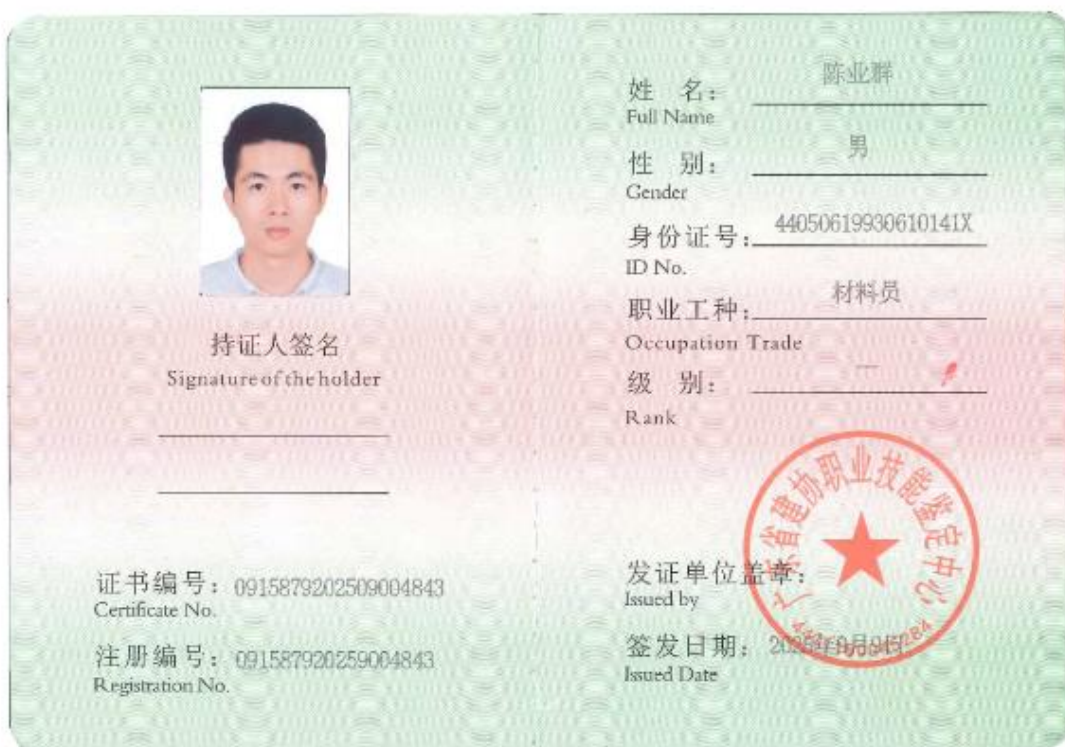 持证人签名
Signature of the holder
证书编号：0915879202509004843
Certificate No.
注册编号：091587920259004843
Registration No.
姓 名：陈业群
Full Name
性 别：男
Gender
身份证号：44050619930610141X
ID No.
职业工种：材料员
Occupation Trade
级 别：一
Rank
广东省建协职业技能鉴定中心
发证单位盖章：
Issued by
签发日期：
Issued Date